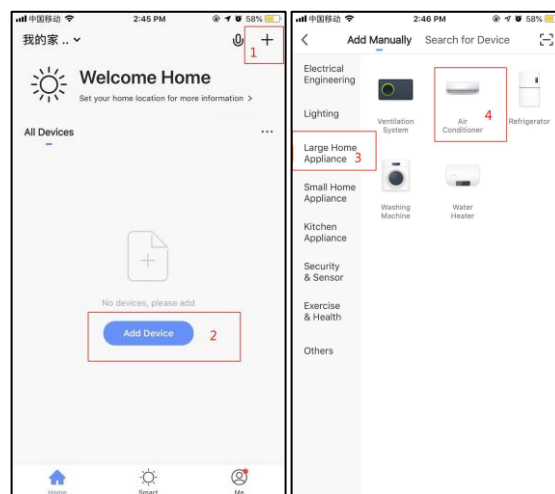 中国移动 2:45 PM 58%
我的家 ..
1
Welcome Home
Set your home location for more information >
All Devices
...
No devices, please add
Add Device 2
Home Smart Me
中国移动 2:46 PM 58%
Add Manually Search for Device
Electrical
Engineering
Lighting
Large Home
Appliance 3
Small Home
Appliance
Kitchen
Appliance
Security
& Sensor
Exercise
& Health
Others
Ventilation
System
4
Air
Conditioner
Refrigerator
Washing
Machine
Water
Heater